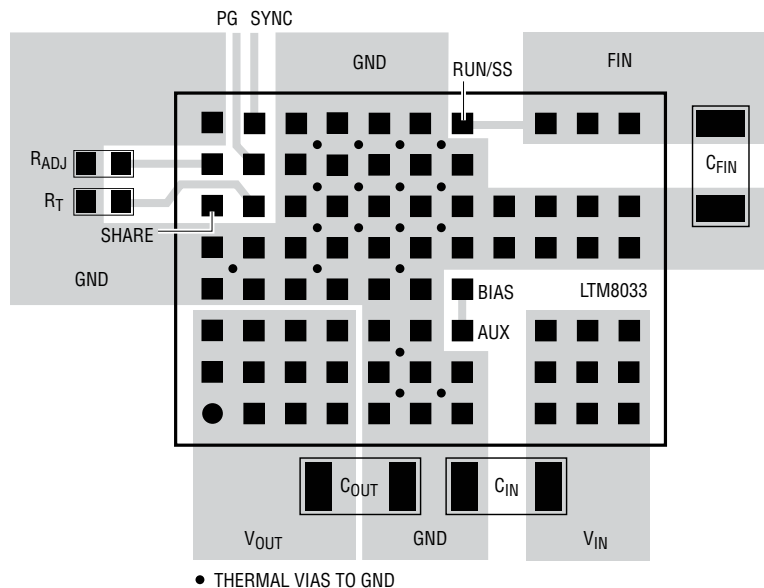 PG SYNC
GND
RUN/SS
FIN
RADJ
CFIN
RT
SHARE
GND
BIAS
LTM8033
AUX
COUT
CIN
VOUT
GND
VIN
● THERMAL VIAS TO GND